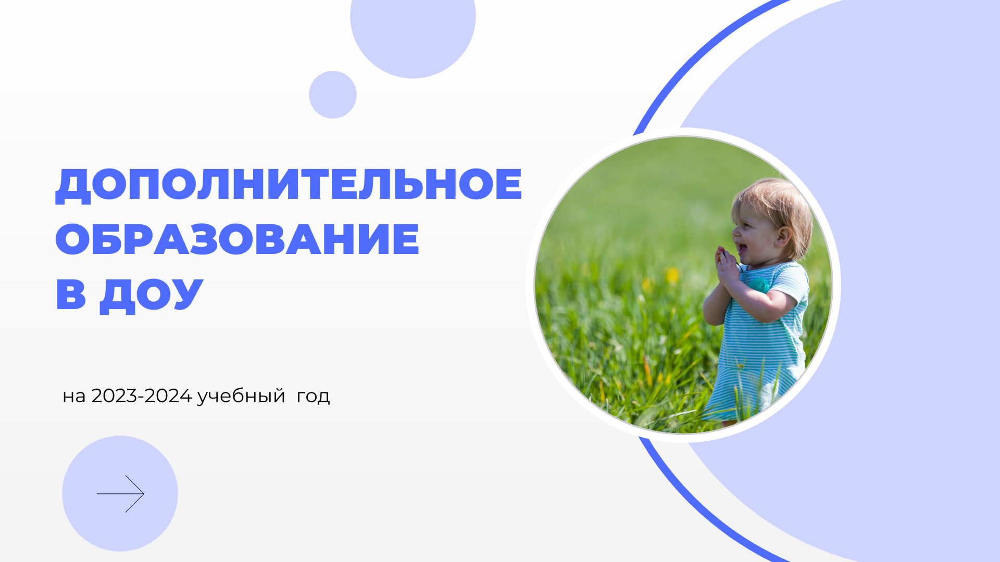 ДОПОЛНИТЕЛЬНОЕ
ОБРАЗОВАНИЕ
В ДОУ
на 2023-2024 учебный  год